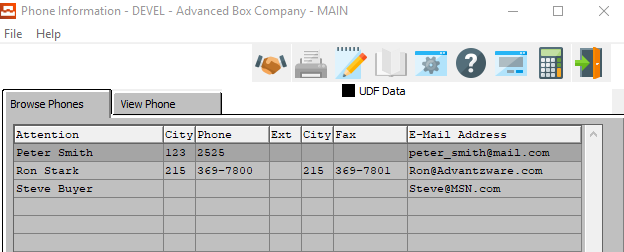 Phone Information - DEVEL - Advanced Box Company - MAIN
File Help
UDF Data
Browse Phones View Phone
Attention City Phone Ext City Fax E-Mail Address
Peter Smith 123 2525 peter_smith@mail.com
Ron Stark 215 369-7800 215 369-7801 Ron@Advantzware.com
Steve Buyer Steve@MSN.com